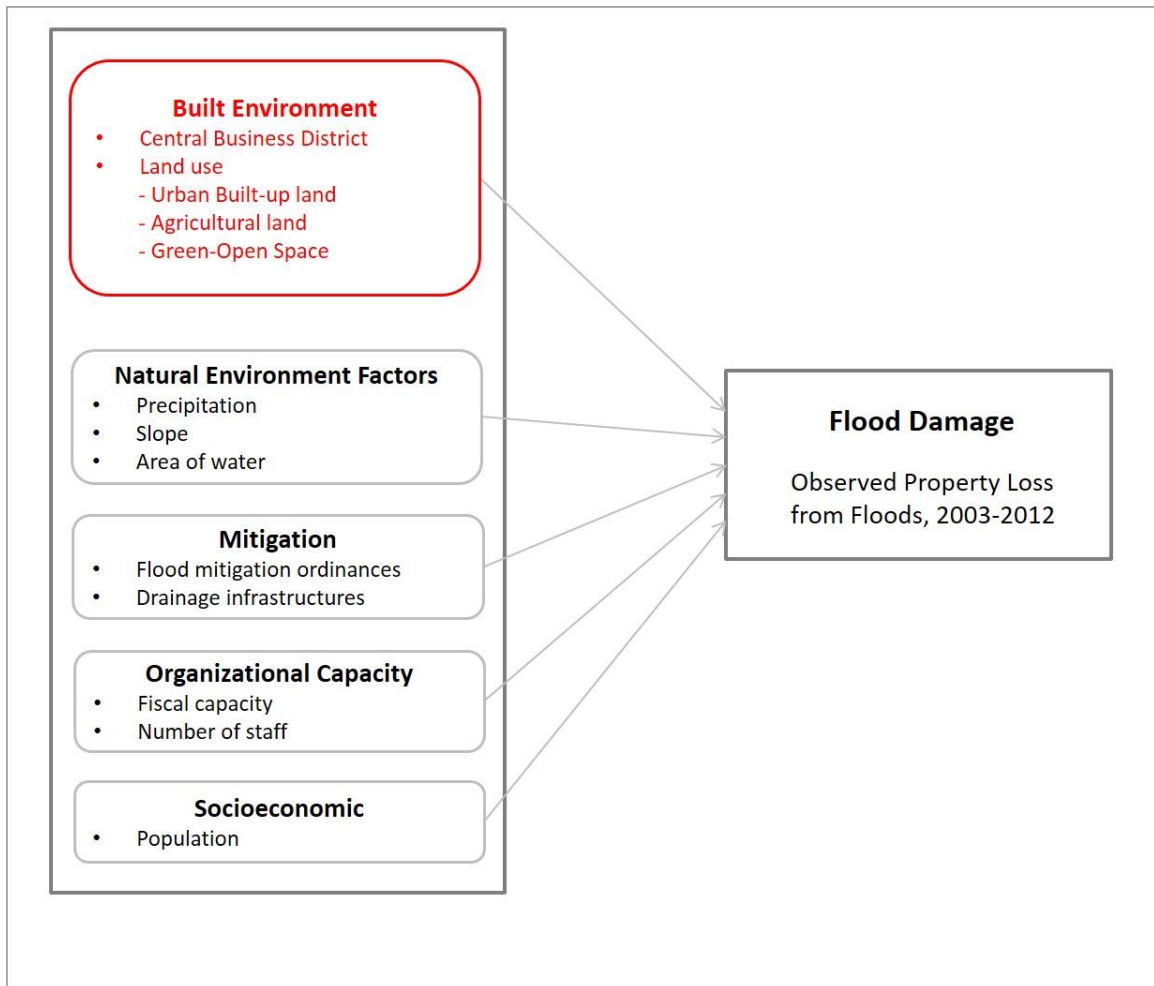 Built Environment
• Central Business District
• Land use
- Urban Built-up land
- Agricultural land
- Green-Open Space
Natural Environment Factors
• Precipitation
• Slope
• Area of water
Mitigation
• Flood mitigation ordinances
• Drainage infrastructures
Organizational Capacity
• Fiscal capacity
• Number of staff
Socioeconomic
• Population
Flood Damage
Observed Property Loss
from Floods, 2003-2012